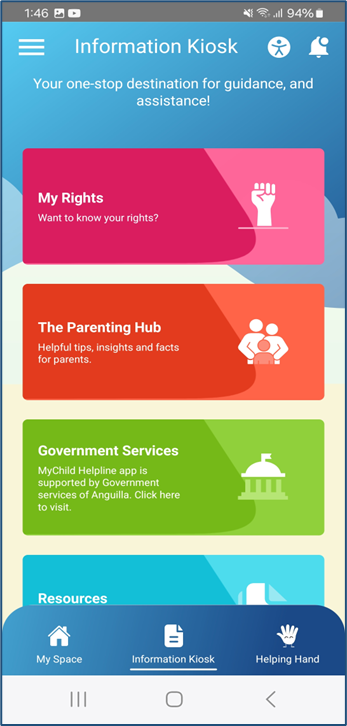 1:46
94%
Information Kiosk
Your one-stop destination for guidance, and
assistance!
My Rights
Want to know your rights?
The Parenting Hub
Helpful tips, insights and facts
for parents.
Government Services
MyChild Helpline app is
supported by Government
services of Anguilla. Click here
to visit.
Resources
My Space
Information Kiosk
Helping Hand